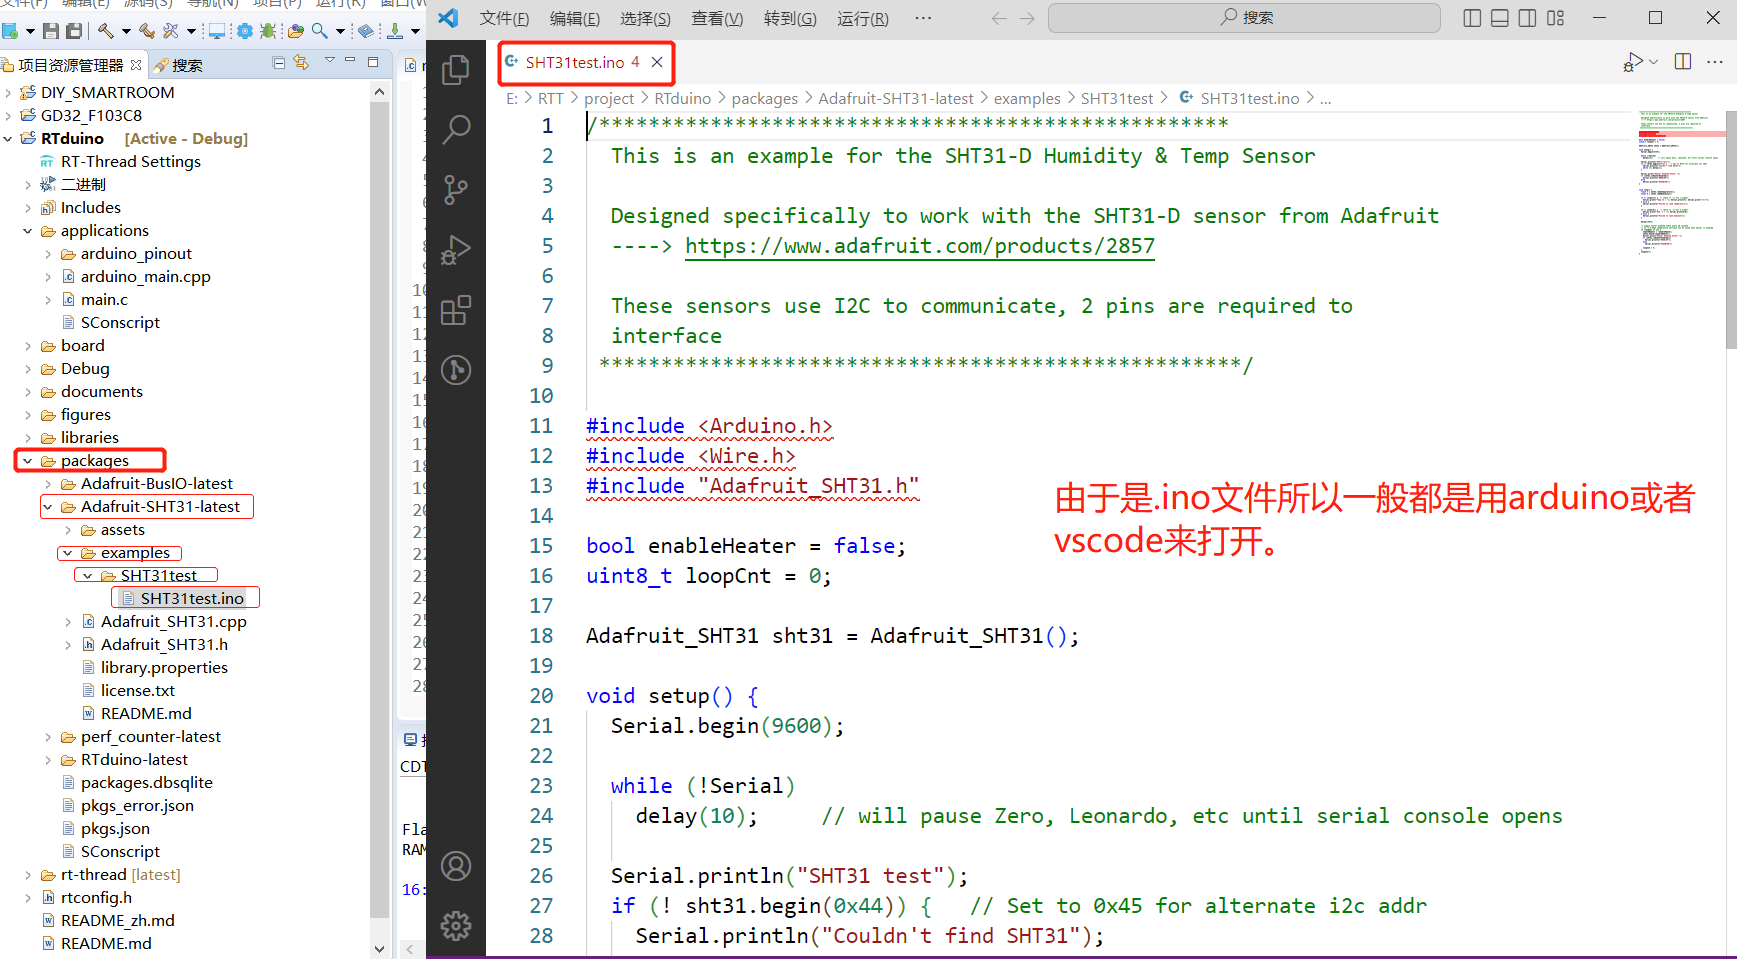 文件(F) 编辑(E) 源码(S) 导航(N) 项目(P) 运行(R) 窗口(W
项目资源管理器 搜索
DIY_SMARTROOM
GD32_F103C8
RTduino [Active - Debug]
RT-Thread Settings
二进制
Includes
applications
arduino_pinout
arduino_main.cpp
main.c
SConscript
board
Debug
documents
figures
libraries
packages
Adafruit-BusIO-latest
Adafruit-SHT31-latest
assets
examples
SHT31test
SHT31test.ino
Adafruit_SHT31.cpp
Adafruit_SHT31.h
library.properties
license.txt
README.md
perf_counter-latest
RTduino-latest
packages.dbsqlite
pkgs_error.json
pkgs.json
SConscript
rt-thread [latest]
rtconfig.h
README_zh.md
README.md
CDT
Fla
RAM
16:
文件(F) 编辑(E) 选择(S) 查看(V) 转到(G) 运行(R) ··· 搜索
SHT31test.ino 4
E: > RTT > project > RTduino > packages > Adafruit-SHT31-latest > examples > SHT31test > SHT31test.ino > ...
1 /***************************************************
2 This is an example for the SHT31-D Humidity & Temp Sensor
3
4 Designed specifically to work with the SHT31-D sensor from Adafruit
5 ----> https://www.adafruit.com/products/2857
6
7 These sensors use I2C to communicate, 2 pins are required to
8 interface
9 ****************************************************/
10
11 #include <Arduino.h>
12 #include <Wire.h>
13 #include "Adafruit_SHT31.h"
14
15 bool enableHeater = false;
16 uint8_t loopCnt = 0;
17
18 Adafruit_SHT31 sht31 = Adafruit_SHT31();
19
20 void setup() {
21 Serial.begin(9600);
22
23 while (!Serial)
24 delay(10); // will pause Zero, Leonardo, etc until serial console opens
25
26 Serial.println("SHT31 test");
27 if (! sht31.begin(0x44)) { // Set to 0x45 for alternate i2c addr
28 Serial.println("Couldn't find SHT31");
由于是.ino文件所以一般都是用arduino或者
vscode来打开。